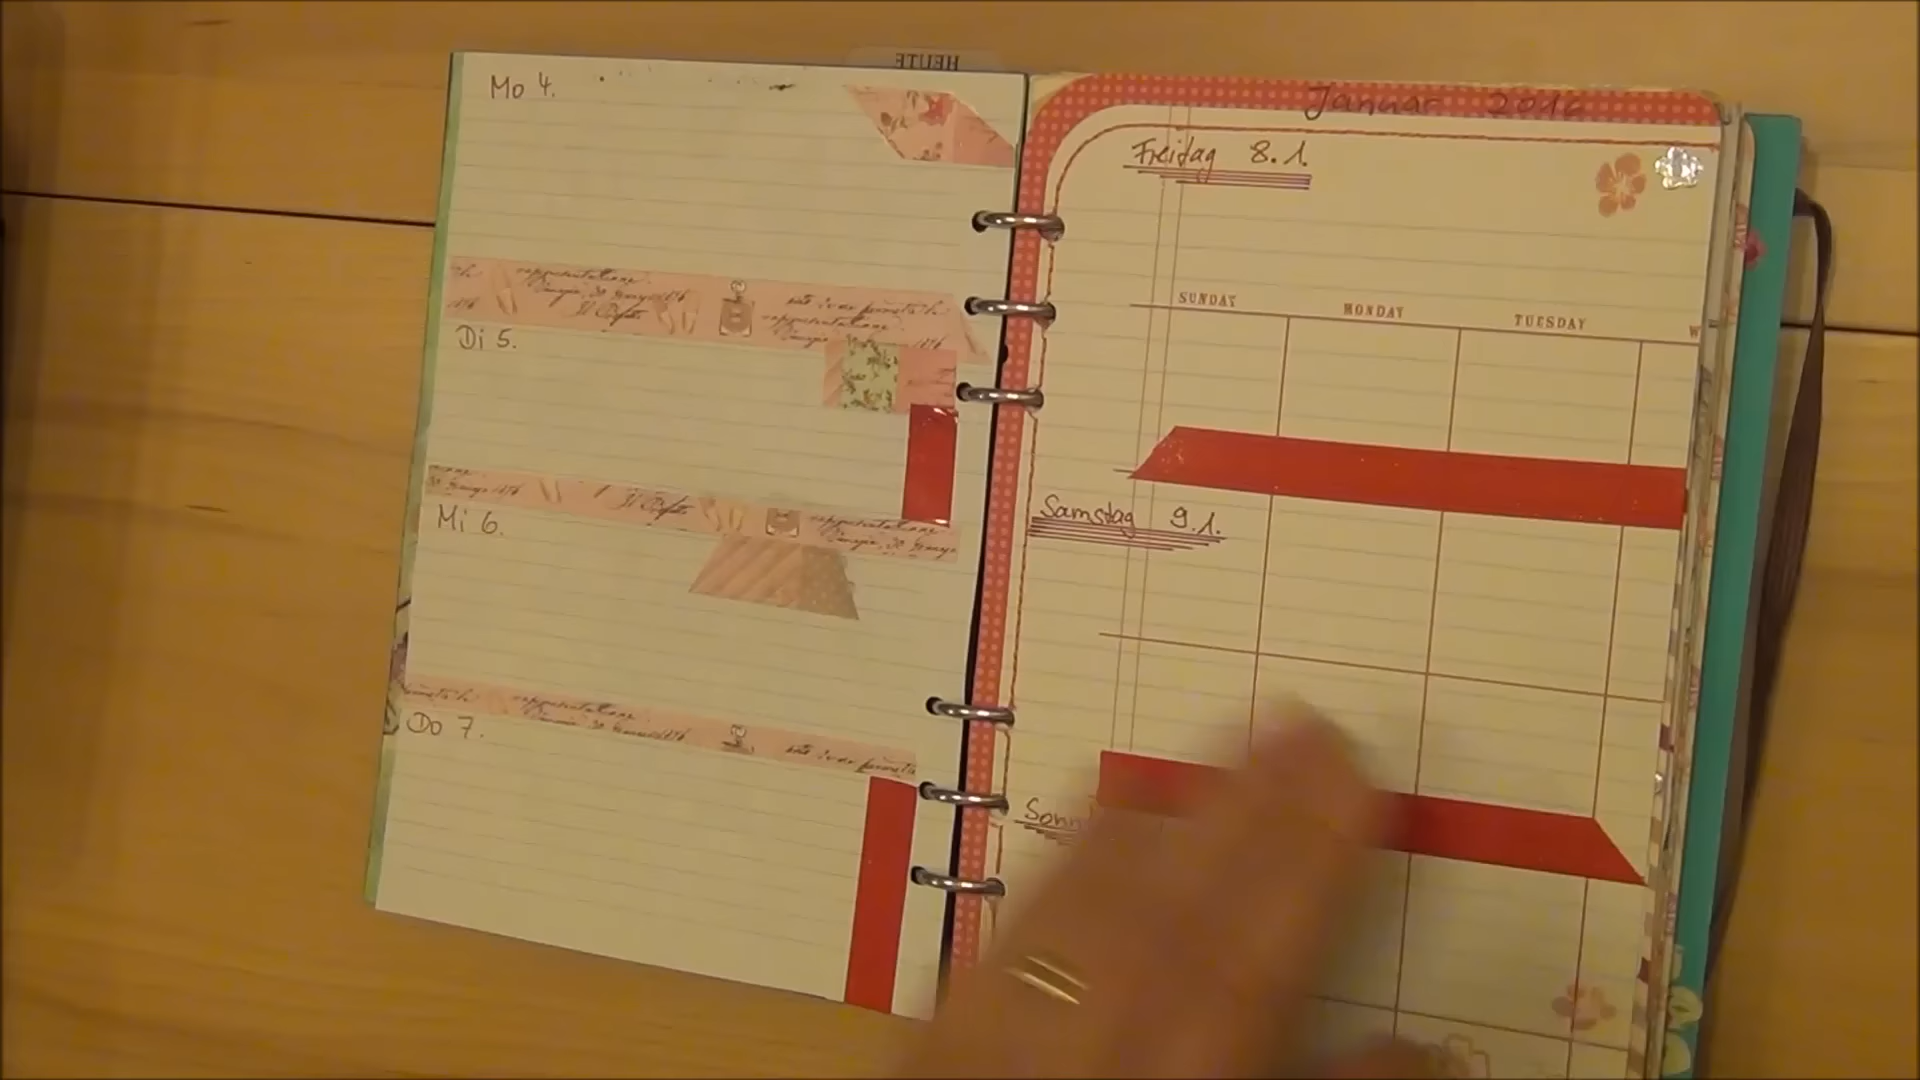 HEUTE
Mo 4.
Di 5.
Mi 6.
Do 7.
Januar 2016
Freitag 8.1.
SUNDAY MONDAY TUESDAY W
Samstag 9.1.
Sonn